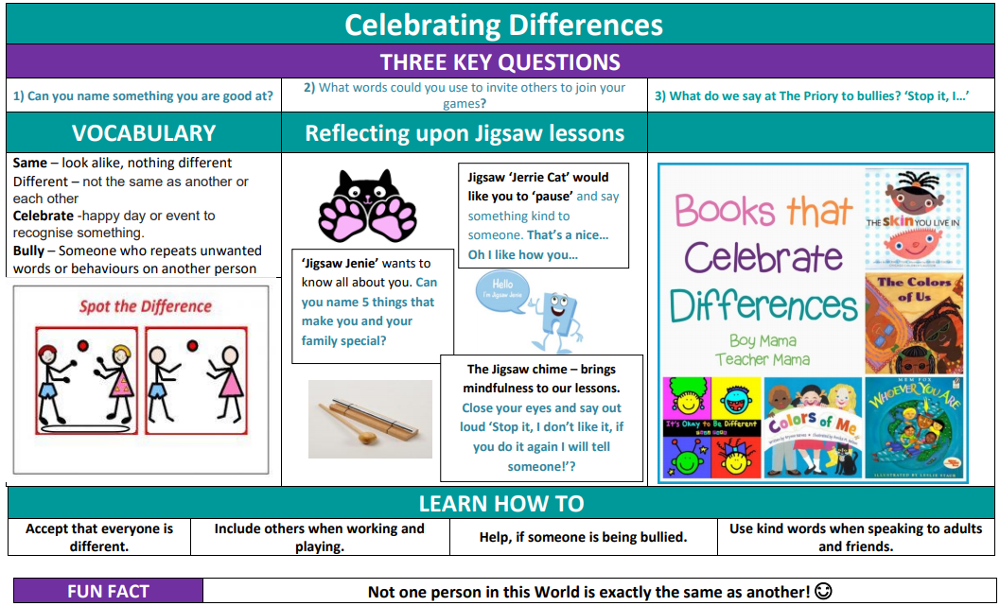 Celebrating Differences
THREE KEY QUESTIONS
1) Can you name something you are good at?
2) What words could you use to invite others to join your
games?
3) What do we say at The Priory to bullies? ‘Stop it, I…’
VOCABULARY
Same – look alike, nothing different
Different – not the same as another or
each other
Celebrate -happy day or event to
recognise something.
Bully – Someone who repeats unwanted
words or behaviours on another person
Spot the Difference
Reflecting upon Jigsaw lessons
Jigsaw ‘Jerrie Cat’ would
like you to ‘pause’ and say
something kind to
someone. That’s a nice…
Oh I like how you…
‘Jigsaw Jenie’ wants to
know all about you. Can
you name 5 things that
make you and your
family special?
Hello
I'm Jigsaw Jenie
The Jigsaw chime – brings
mindfulness to our lessons.
Close your eyes and say out
loud ‘Stop it, I don’t like it, if
you do it again I will tell
someone!’?
Books that
Celebrate
Differences
Boy Mama
Teacher Mama
THE SKIN YOU LIVE IN
The Colors
of Us
It's Okay to Be Different
TODD PARR
Colors of Me
MEM FOX
WHOEVER YOU ARE
ILLUSTRATED BY LESLIE STAUB
LEARN HOW TO
Accept that everyone is
different.
Include others when working and
playing.
Help, if someone is being bullied.
Use kind words when speaking to adults
and friends.
FUN FACT
Not one person in this World is exactly the same as another! ☺